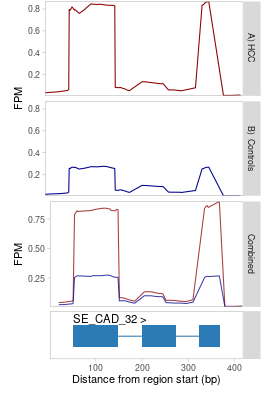 0.8
0.6
0.4
0.2
A) HCC
FPM
0.8
0.6
0.4
0.2
B) Controls
0.75
0.50
0.25
FPM
Combined
SE_CAD_32 >
100 200 300 400
Distance from region start (bp)